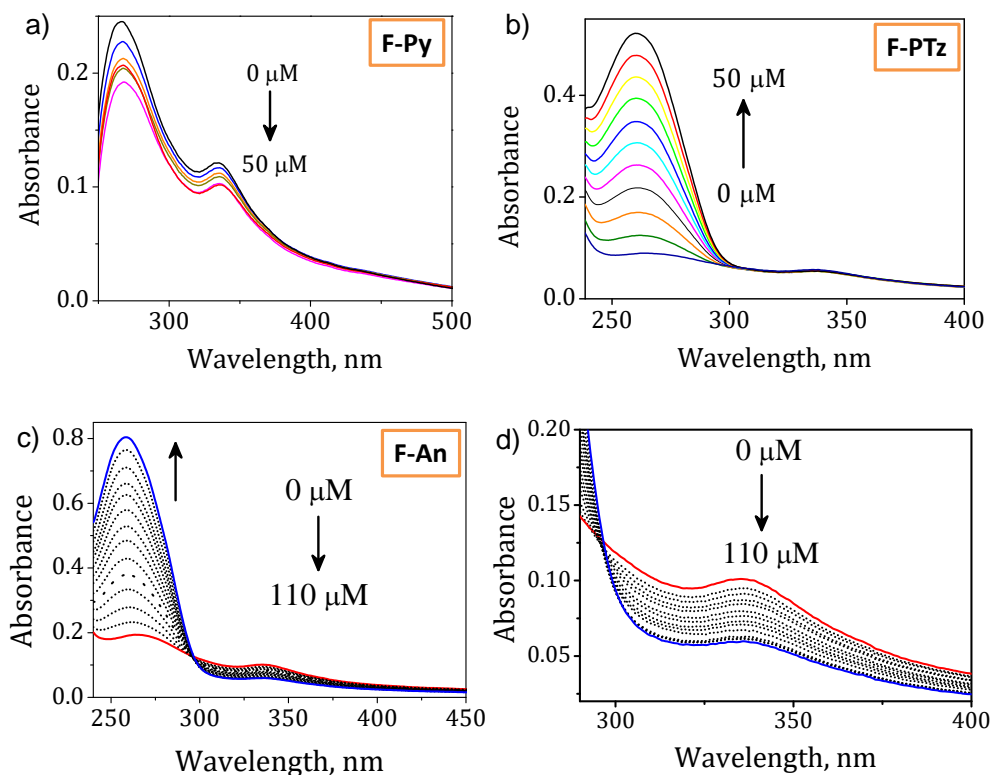 a)
F-Py
0 μM
50 μM
0.2
0.1
0.0
300
400
500
Absorbance
Wavelength, nm
b)
F-PTz
50 μM
0 μM
0.4
0.2
0.0
250
300
350
400
Absorbance
Wavelength, nm
c)
F-An
0 μM
110 μM
0.8
0.6
0.4
0.2
0.0
250
300
350
400
450
Absorbance
Wavelength, nm
d)
0 μM
110 μM
0.20
0.15
0.10
0.05
300
350
400
Absorbance
Wavelength, nm